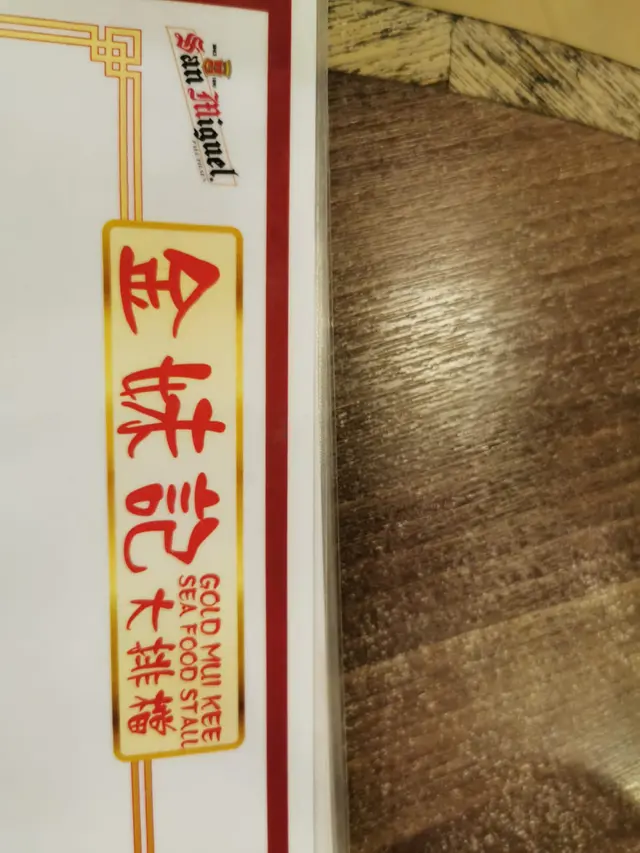 San Miguel
金妹記
GOLD MUI KEE
SEA FOOD STALL
大排檔